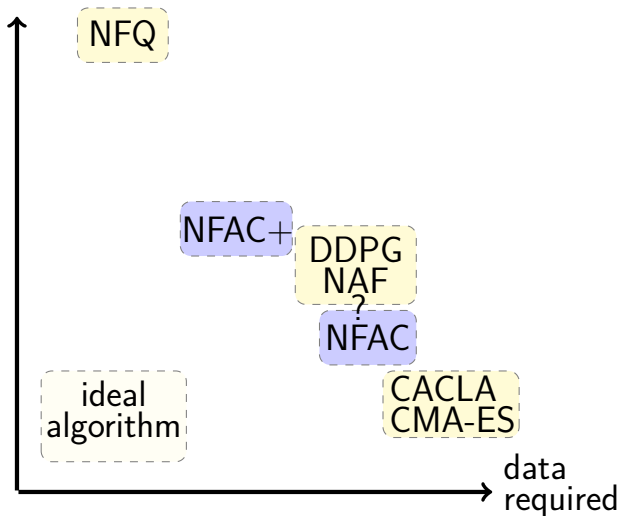 NFQ
NFAC+
DDPG
NAF
?
NFAC
ideal
algorithm
CACLA
CMA-ES
data
required